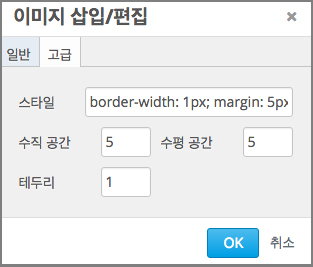 이미지 삽입/편집 ×
일반 고급
스타일 border-width: 1px; margin: 5px
수직 공간 5 수평 공간 5
테두리 1
OK 취소